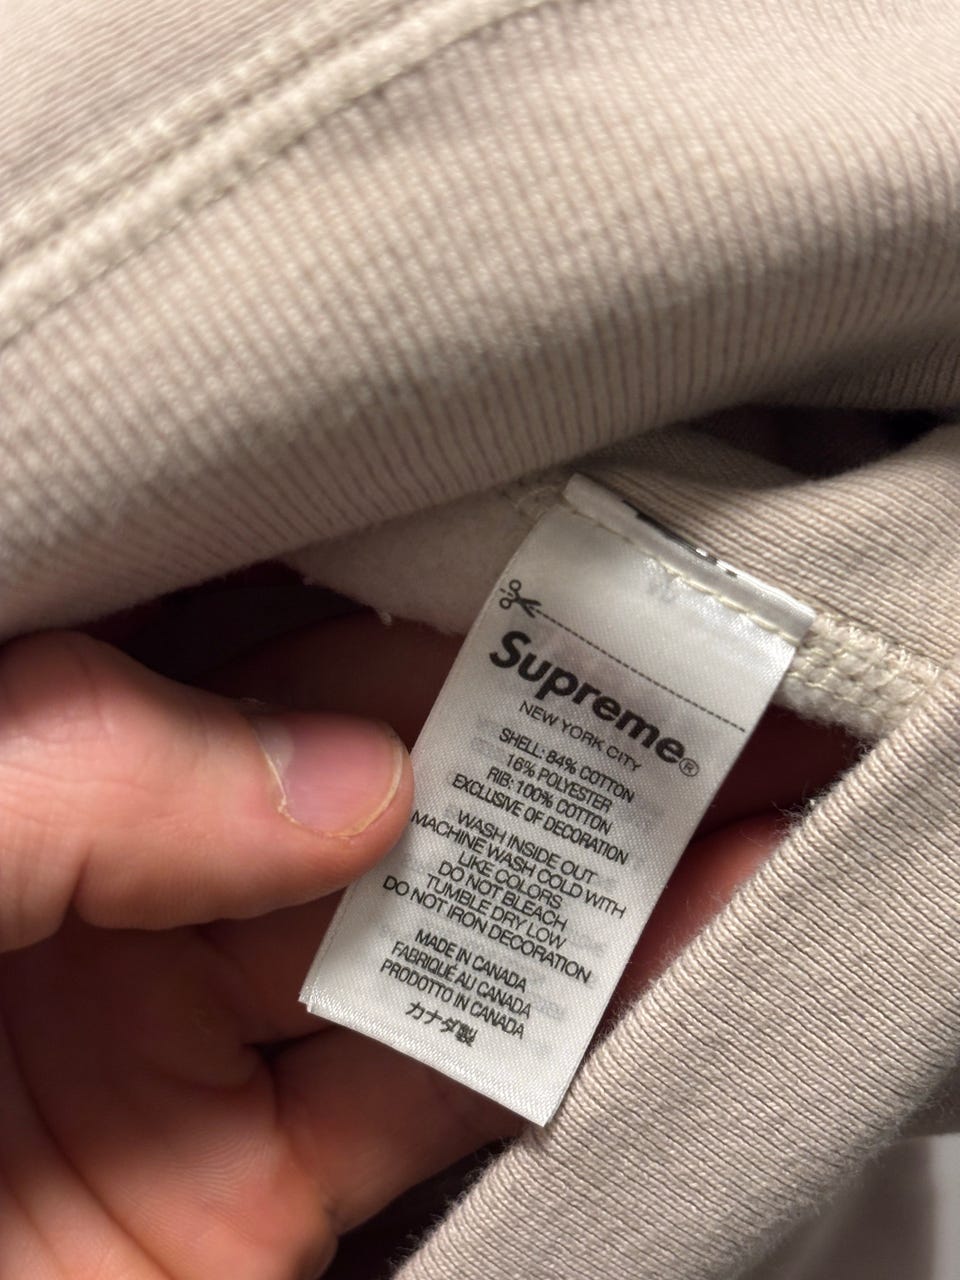 Supreme®
NEW YORK CITY
SHELL: 84% COTTON
16% POLYESTER
RIB: 100% COTTON
EXCLUSIVE OF DECORATION
WASH INSIDE OUT
MACHINE WASH COLD WITH
LIKE COLORS
DO NOT BLEACH
TUMBLE DRY LOW
DO NOT IRON DECORATION
MADE IN CANADA
FABRIQUÉ AU CANADA
PRODOTTO IN CANADA
カナダ製